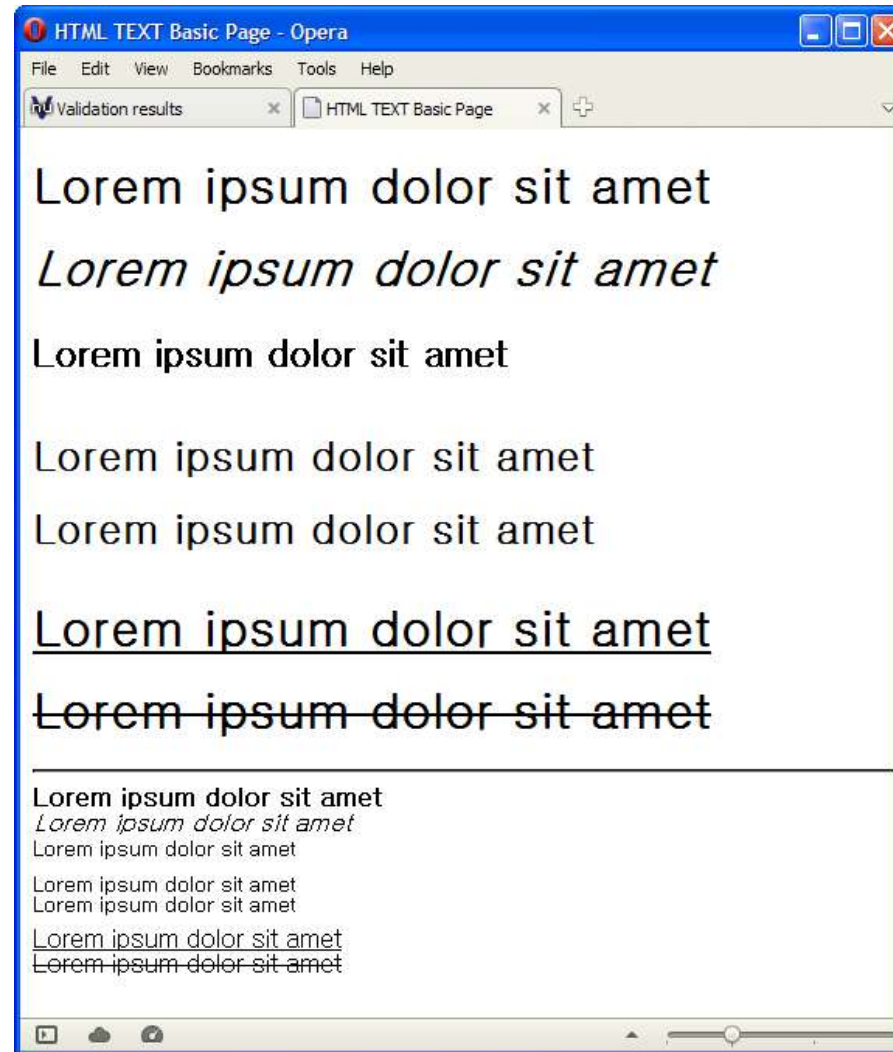 HTML TEXT Basic Page - Opera
File Edit View Bookmarks Tools Help
Validation results HTML TEXT Basic Page
Lorem ipsum dolor sit amet
Lorem ipsum dolor sit amet
Lorem ipsum dolor sit amet
Lorem ipsum dolor sit amet
Lorem ipsum dolor sit amet
Lorem ipsum dolor sit amet
Lorem ipsum dolor sit amet
Lorem ipsum dolor sit amet
Lorem ipsum dolor sit amet
Lorem ipsum dolor sit amet
Lorem ipsum dolor sit amet
Lorem ipsum dolor sit amet
Lorem ipsum dolor sit amet
Lorem ipsum dolor sit amet